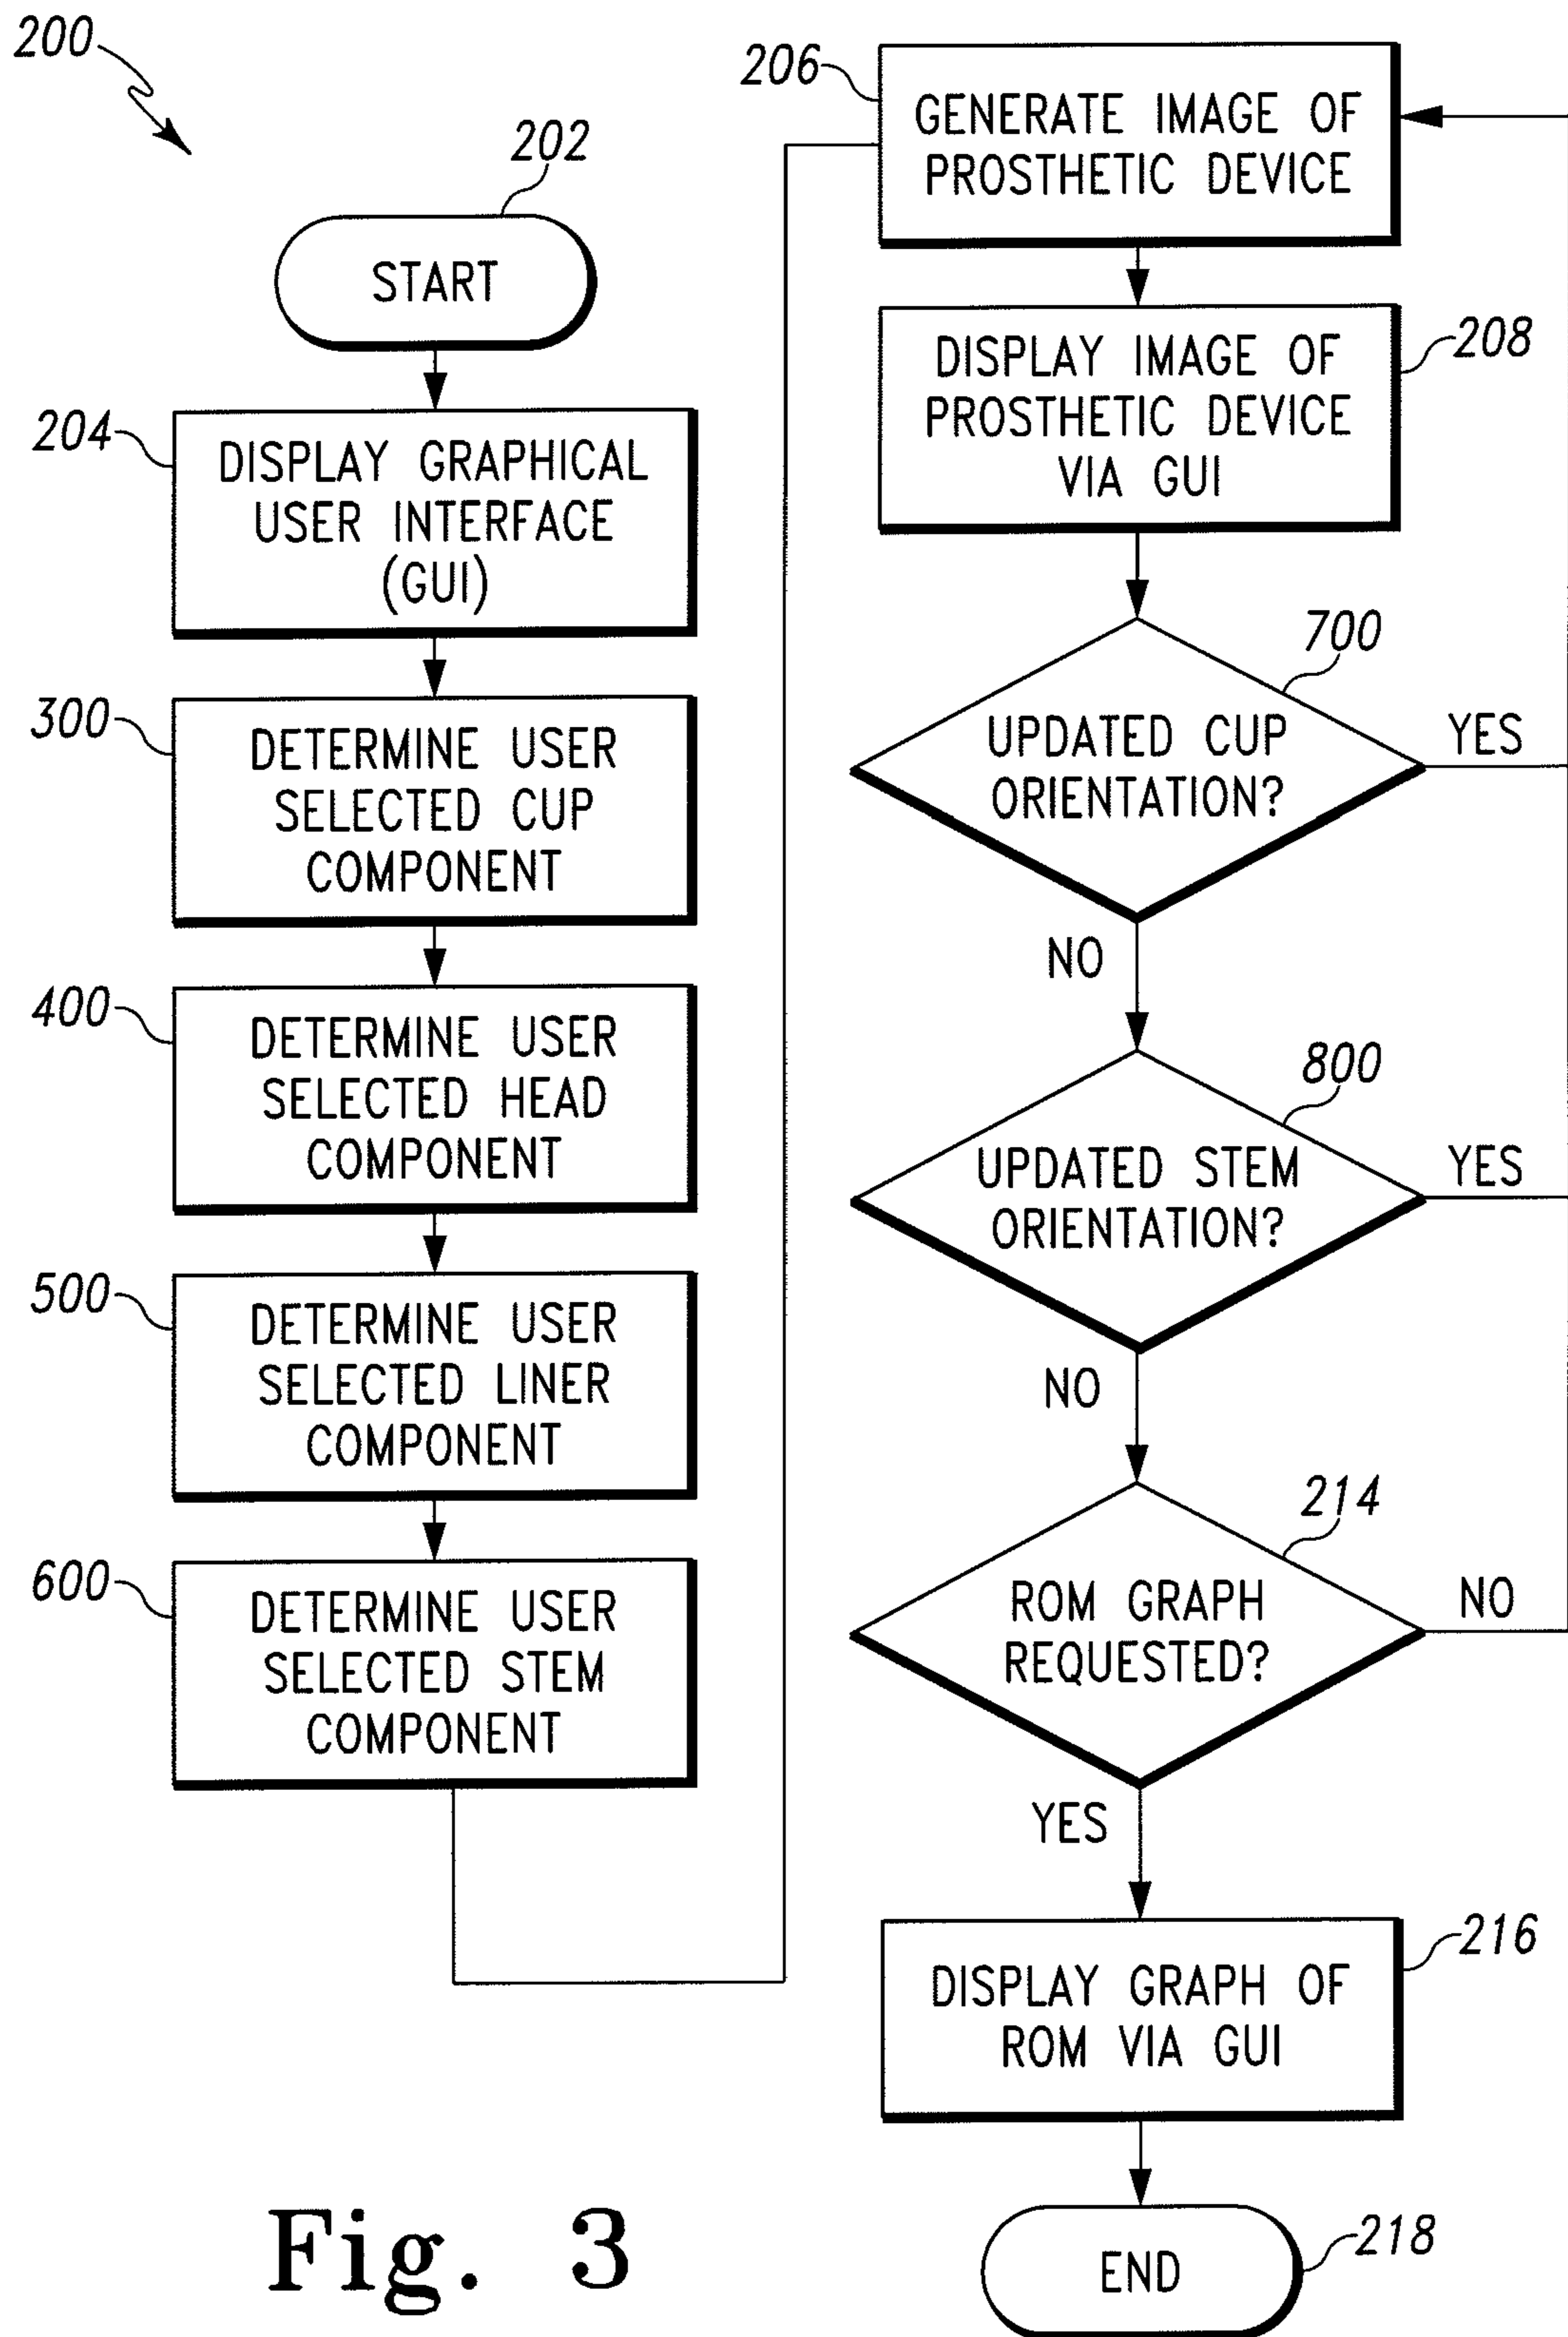 200
202
START
204
DISPLAY GRAPHICAL
USER INTERFACE
(GUI)
300
DETERMINE USER
SELECTED CUP
COMPONENT
400
DETERMINE USER
SELECTED HEAD
COMPONENT
500
DETERMINE USER
SELECTED LINER
COMPONENT
600
DETERMINE USER
SELECTED STEM
COMPONENT
206
GENERATE IMAGE OF
PROSTHETIC DEVICE
208
DISPLAY IMAGE OF
PROSTHETIC DEVICE
VIA GUI
700
UPDATED CUP
ORIENTATION?
YES
NO
800
UPDATED STEM
ORIENTATION?
YES
NO
214
ROM GRAPH
REQUESTED?
NO
YES
216
DISPLAY GRAPH OF
ROM VIA GUI
218
END
Fig. 3